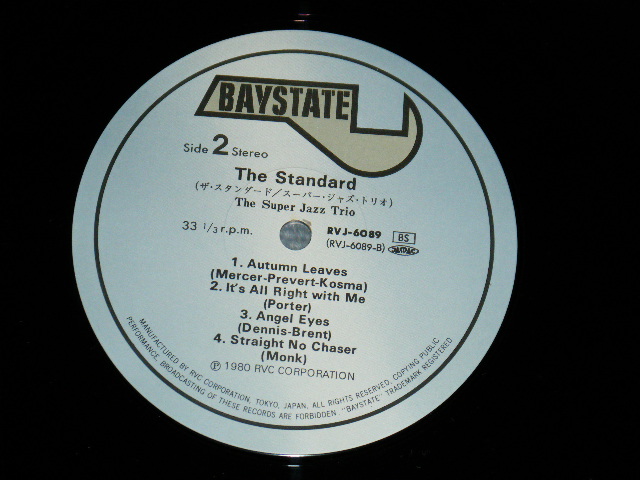 BAYSTATE
Side 2 Stereo
The Standard
(ザ・スタンダード/スーパー・ジャズ・トリオ)
The Super Jazz Trio
33 1/3 r.p.m.
RVJ-6089 BS
(RVJ-6089-B)
1. Autumn Leaves
(Mercer-Prevert-Kosma)
2. It's All Right with Me
(Porter)
3. Angel Eyes
(Dennis-Brent)
4. Straight No Chaser
(Monk)
Ⓟ 1980 RVC CORPORATION
MANUFACTURED BY RVC CORPORATION, TOKYO, JAPAN, ALL RIGHTS RESERVED, COPYING PUBLIC
PERFORMANCE, BROADCASTING OF THESE RECORDS ARE FORBIDDEN. "BAYSTATE" TRADEMARK REGISTERED